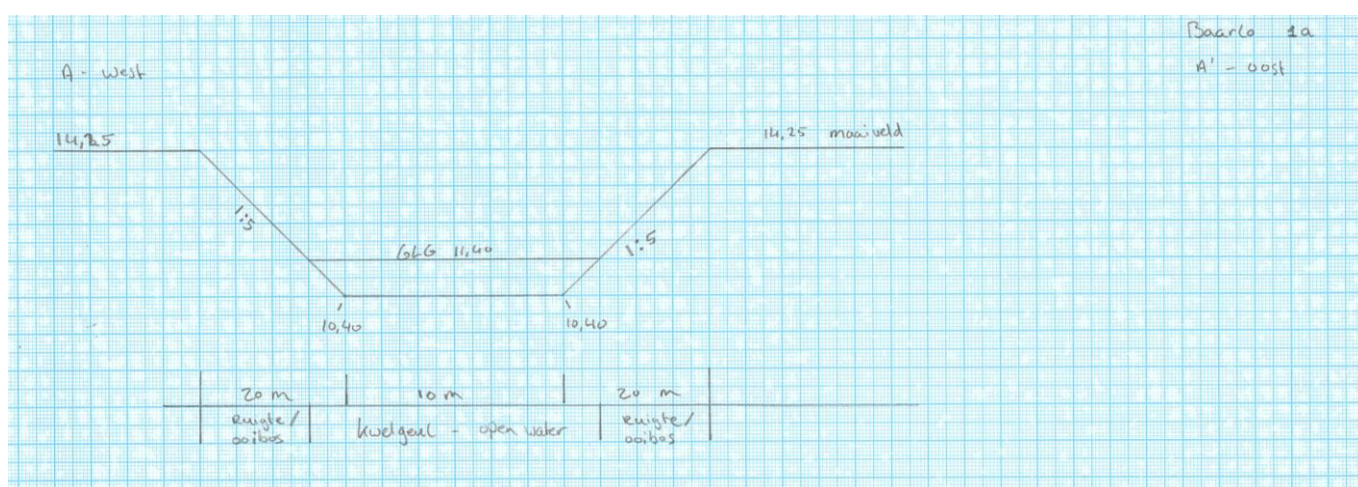 Baarlo 1a
A - west
A' - oost
14,25
14,25 maaiveld
1:5
GLG 11,40
1:5
10,40
10,40
20 m
10 m
20 m
Ruigte/
ooibos
kwelgeul - open water
Ruigte/
ooibos